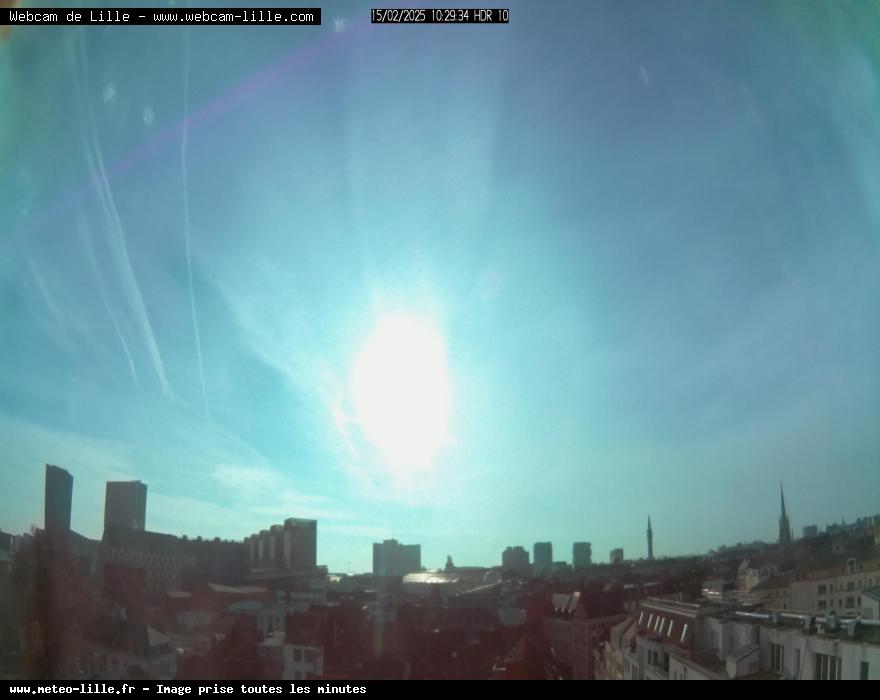 Webcam de Lille - www.webcam-lille.com
15/02/2025 10:29:34 HDR 10
www.meteo-lille.fr - Image prise toutes les minutes